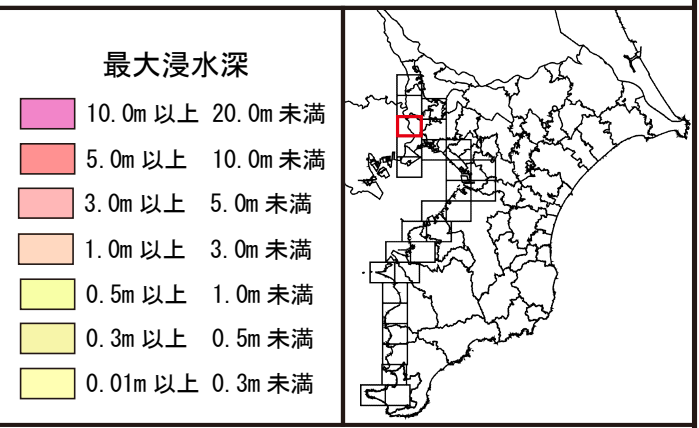 最大浸水深
10.0m 以上 20.0m 未満
5.0m 以上 10.0m 未満
3.0m 以上 5.0m 未満
1.0m 以上 3.0m 未満
0.5m 以上 1.0m 未満
0.3m 以上 0.5m 未満
0.01m 以上 0.3m 未満